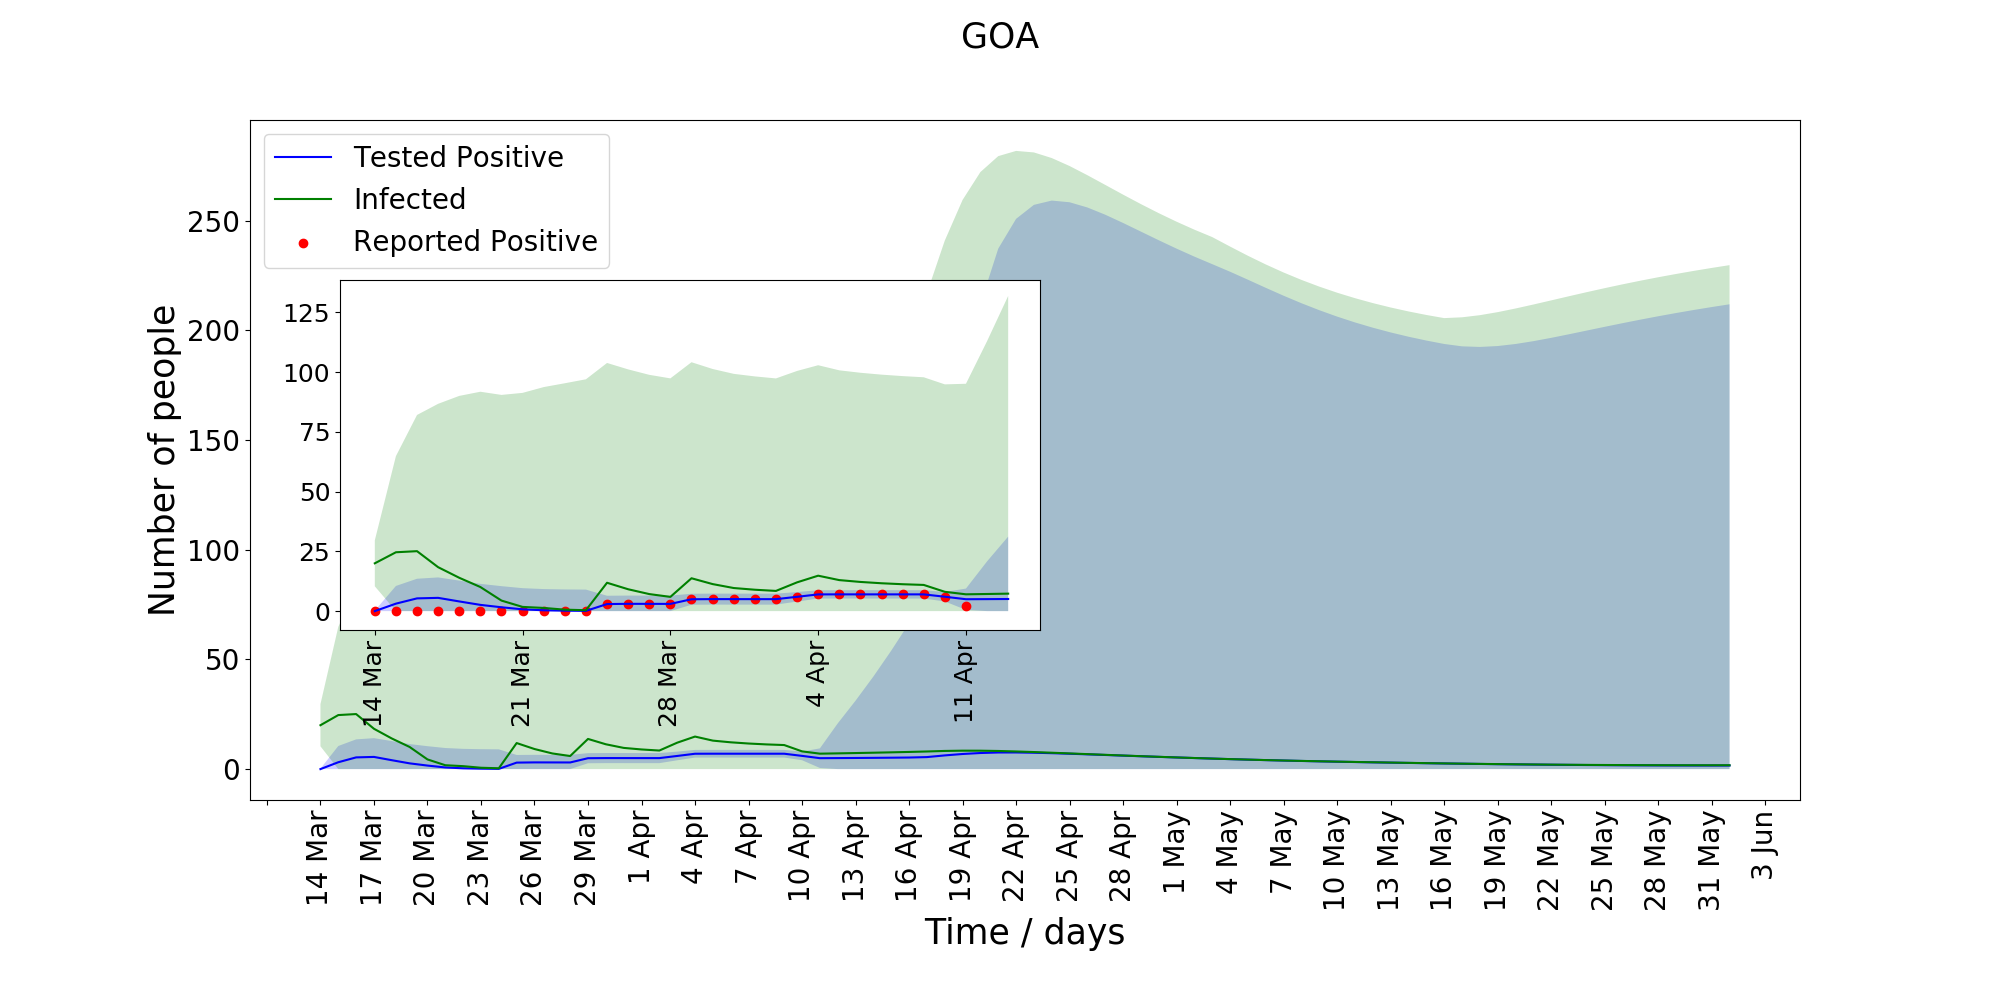 GOA
Tested Positive
Infected
Reported Positive
Number of people
250
200
150
100
50
0
125
100
75
50
25
0
14 Mar
21 Mar
28 Mar
4 Apr
11 Apr
14 Mar
17 Mar
20 Mar
23 Mar
26 Mar
29 Mar
1 Apr
4 Apr
7 Apr
10 Apr
13 Apr
16 Apr
19 Apr
22 Apr
25 Apr
28 Apr
1 May
4 May
7 May
10 May
13 May
16 May
19 May
22 May
25 May
28 May
31 May
3 Jun
Time / days